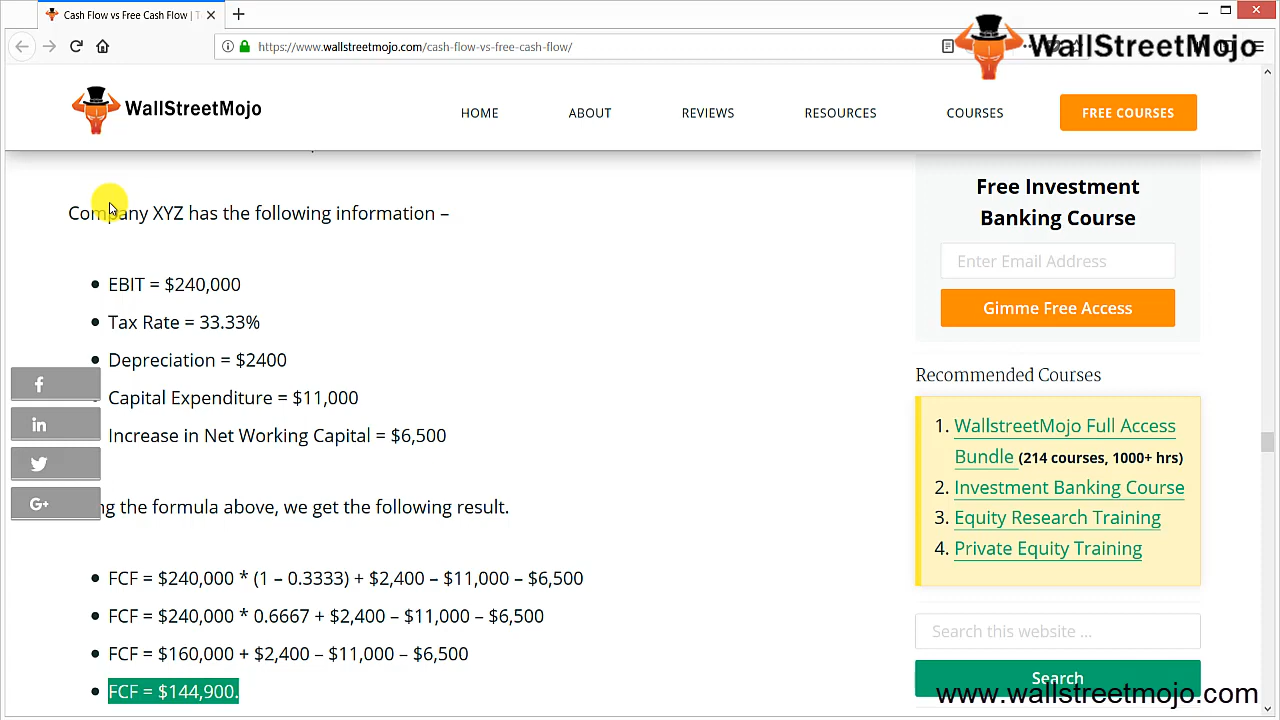 Cash Flow vs Free Cash Flow | T
https://www.wallstreetmojo.com/cash-flow-vs-free-cash-flow/
WallStreetMojo
WallStreetMojo
HOME ABOUT REVIEWS RESOURCES COURSES FREE COURSES
Company XYZ has the following information –
EBIT = $240,000
Tax Rate = 33.33%
Depreciation = $2400
Capital Expenditure = $11,000
Increase in Net Working Capital = $6,500
ng the formula above, we get the following result.
FCF = $240,000 * (1 – 0.3333) + $2,400 – $11,000 – $6,500
FCF = $240,000 * 0.6667 + $2,400 – $11,000 – $6,500
FCF = $160,000 + $2,400 – $11,000 – $6,500
FCF = $144,900.
f
in
G+
Free Investment
Banking Course
Enter Email Address
Gimme Free Access
Recommended Courses
1. WallstreetMojo Full Access
Bundle (214 courses, 1000+ hrs)
2. Investment Banking Course
3. Equity Research Training
4. Private Equity Training
Search this website ...
Search
www.wallstreetmojo.com